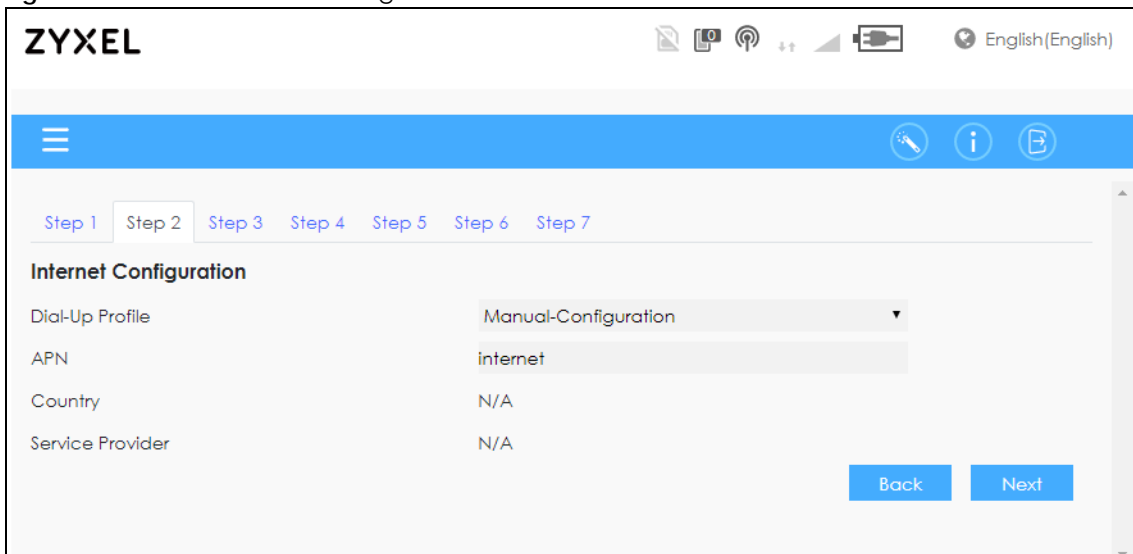 ZYXEL
0
English(English)
Step 1 Step 2 Step 3 Step 4 Step 5 Step 6 Step 7
Internet Configuration
Dial-Up Profile Manual-Configuration
APN internet
Country N/A
Service Provider N/A
Back Next